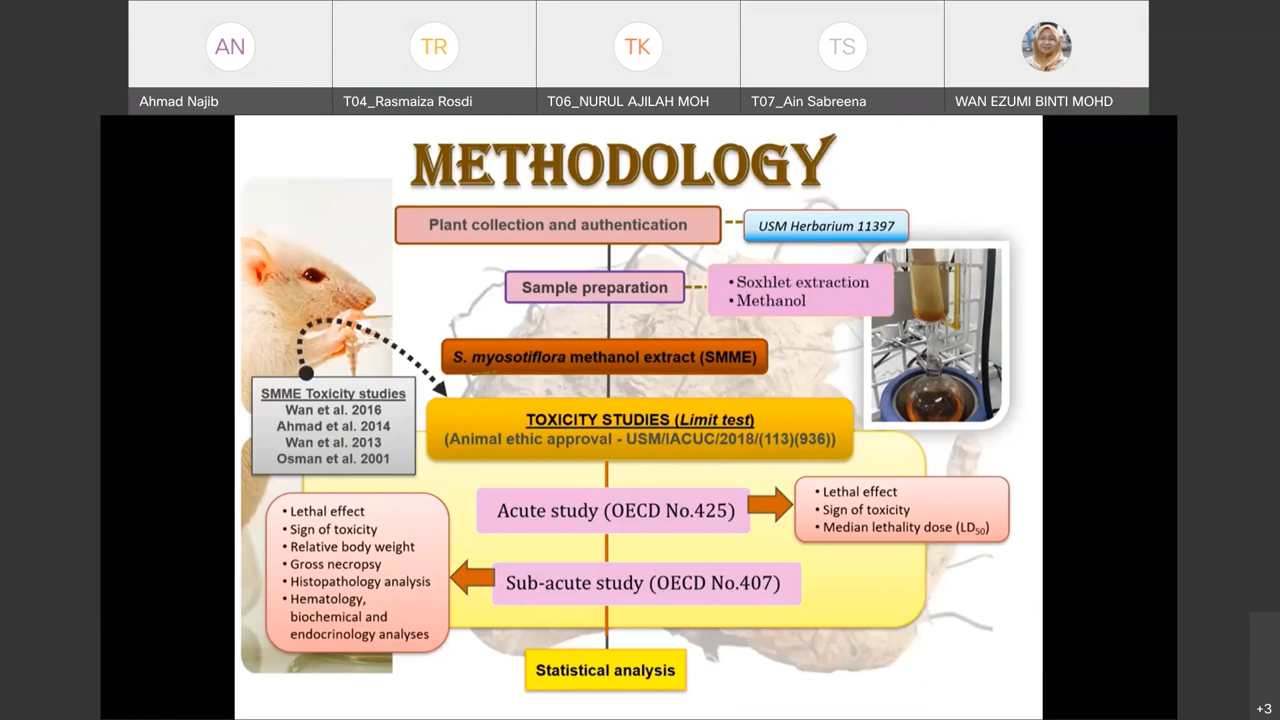 AN
TR
TK
TS
Ahmad Najib
T04_Rasmaiza Rosdi
T06_NURUL AJILAH MOH
T07_Ain Sabreena
WAN EZUMI BINTI MOHD
METHODOLOGY
Plant collection and authentication
USM Herbarium 11397
Sample preparation
• Soxhlet extraction
• Methanol
S. myosotiflora methanol extract (SMME)
SMME Toxicity studies
Wan et al. 2016
Ahmad et al. 2014
Wan et al. 2013
Osman et al. 2001
TOXICITY STUDIES (Limit test)
(Animal ethic approval - USM/IACUC/2018/(113)(936))
Acute study (OECD No.425)
• Lethal effect
• Sign of toxicity
• Median lethality dose (LD₅₀)
Sub-acute study (OECD No.407)
• Lethal effect
• Sign of toxicity
• Relative body weight
• Gross necropsy
• Histopathology analysis
• Hematology,
biochemical and
endocrinology analyses
Statistical analysis
+3